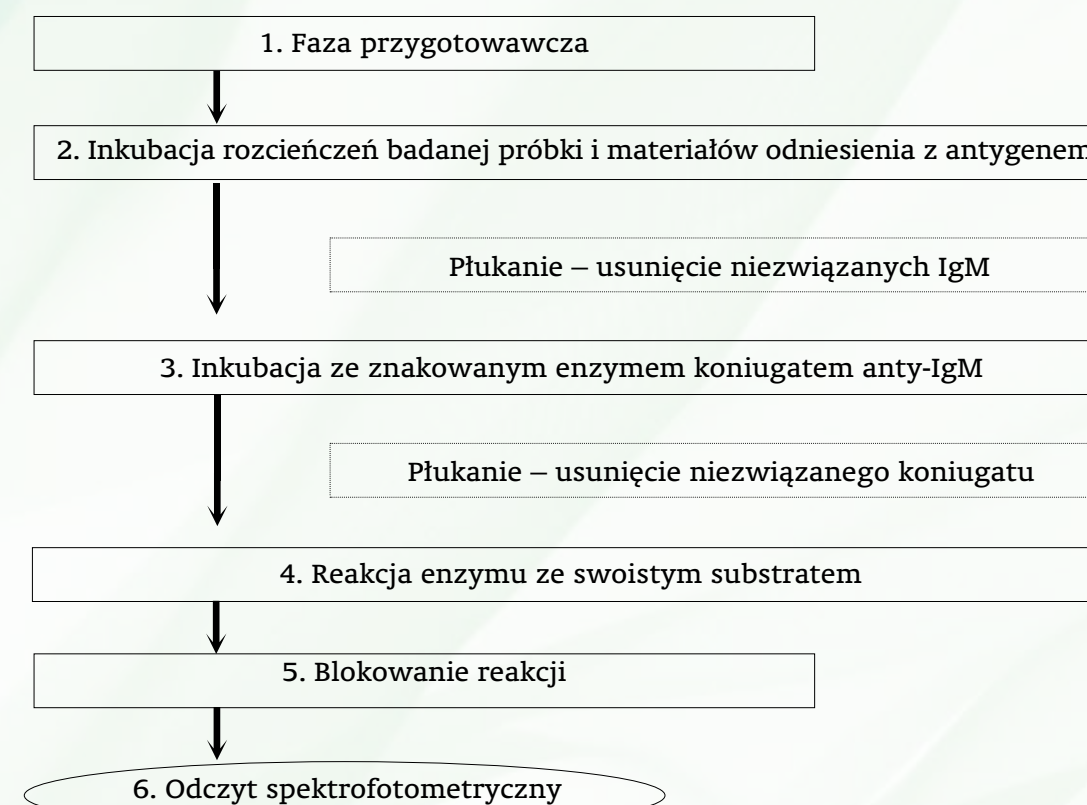 1. Faza przygotowawcza
2. Inkubacja rozcieńczeń badanej próbki i materiałów odniesienia z antygenem
Płukanie – usunięcie niezwiązanych IgM
3. Inkubacja ze znakowanym enzymem koniugatem anty-IgM
Płukanie – usunięcie niezwiązanego koniugatu
4. Reakcja enzymu ze swoistym substratem
5. Blokowanie reakcji
6. Odczyt spektrofotometryczny